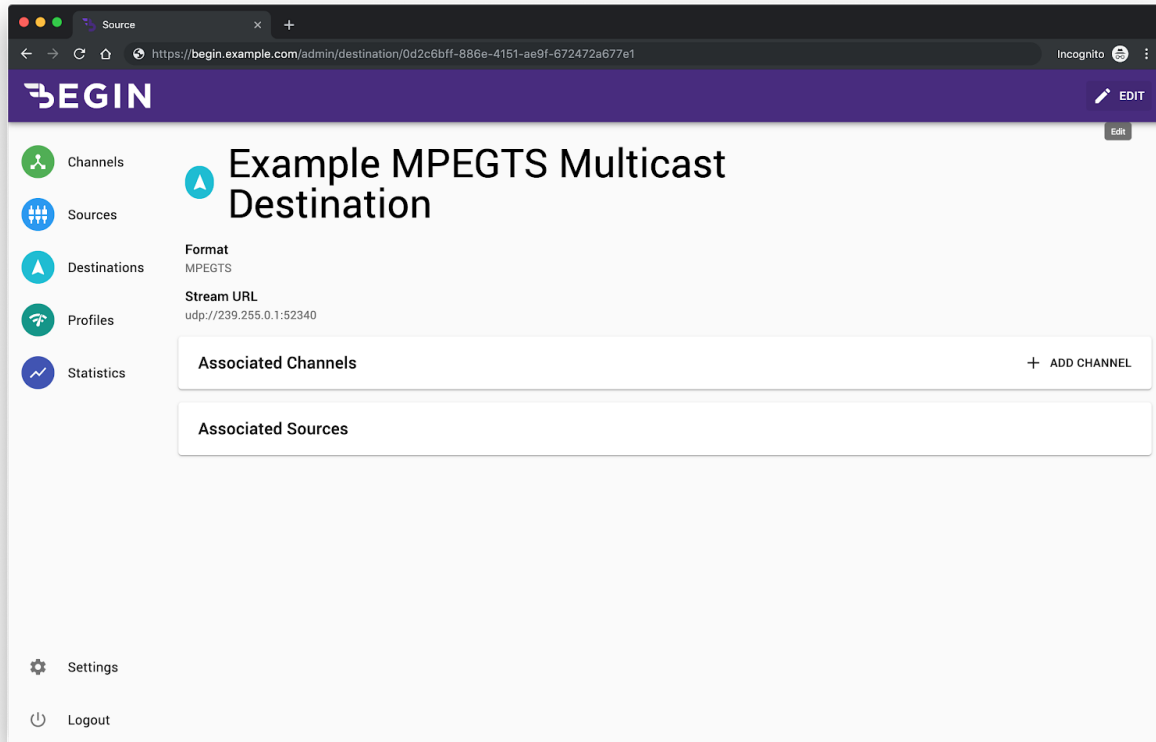 Source
https://begin.example.com/admin/destination/0d2c6bff-886e-4151-ae9f-672472a677e1
Incognito
BEGIN
EDIT
Edit
Channels
Sources
Destinations
Profiles
Statistics
Settings
Logout
Example MPEGTS Multicast
Destination
Format
MPEGTS
Stream URL
udp://239.255.0.1:52340
Associated Channels
ADD CHANNEL
Associated Sources